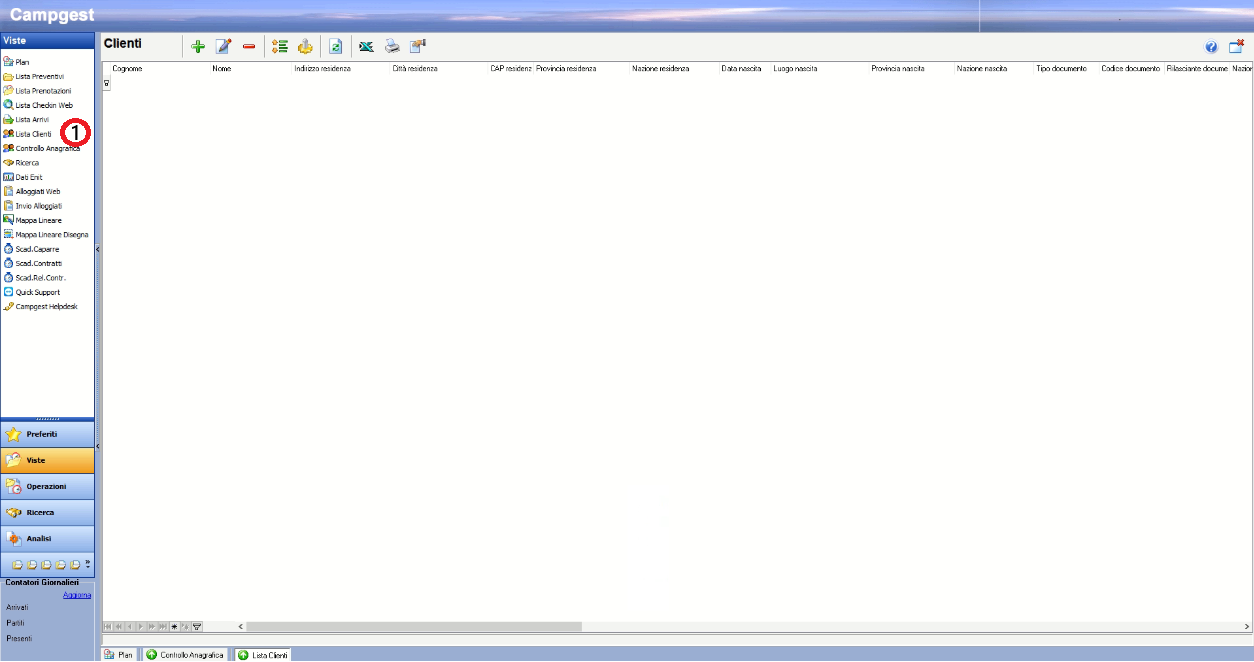 Campgest
Viste
Plan
Lista Preventivi
Lista Prenotazioni
Lista Checkin Web
Lista Arrivi
Lista Clienti
1
Controllo Anagrafica
Ricerca
Dati Enit
Alloggiati Web
Invio Alloggiati
Mappa Lineare
Mappa Lineare Disegna
Scad.Caparre
Scad.Contratti
Scad.Rel.Contr.
Quick Support
Campgest Helpdesk
Preferiti
Viste
Operazioni
Ricerca
Analisi
Contatori Giornalieri
Aggiorna
Arrivati
Partiti
Presenti
Clienti
Cognome Nome Indirizzo residenza Città residenza CAP residenz Provincia residenza Nazione residenza Data nascita Luogo nascita Provincia nascita Nazione nascita Tipo documento Codice documento Rilasciante docume Nazior
Plan Controllo Anagrafica Lista Clienti